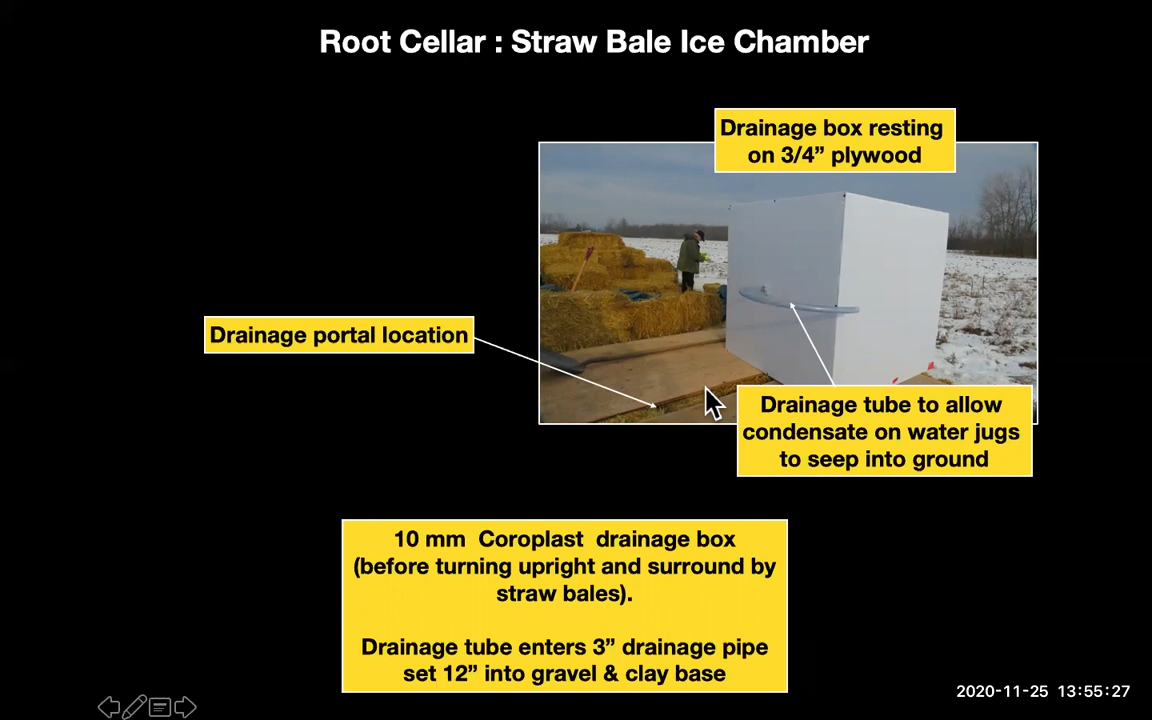 Root Cellar : Straw Bale Ice Chamber
Drainage box resting
on 3/4” plywood
Drainage portal location
Drainage tube to allow
condensate on water jugs
to seep into ground
10 mm  Coroplast  drainage box
(before turning upright and surround by
straw bales).
Drainage tube enters 3” drainage pipe
set 12” into gravel & clay base
2020-11-25  13:55:27